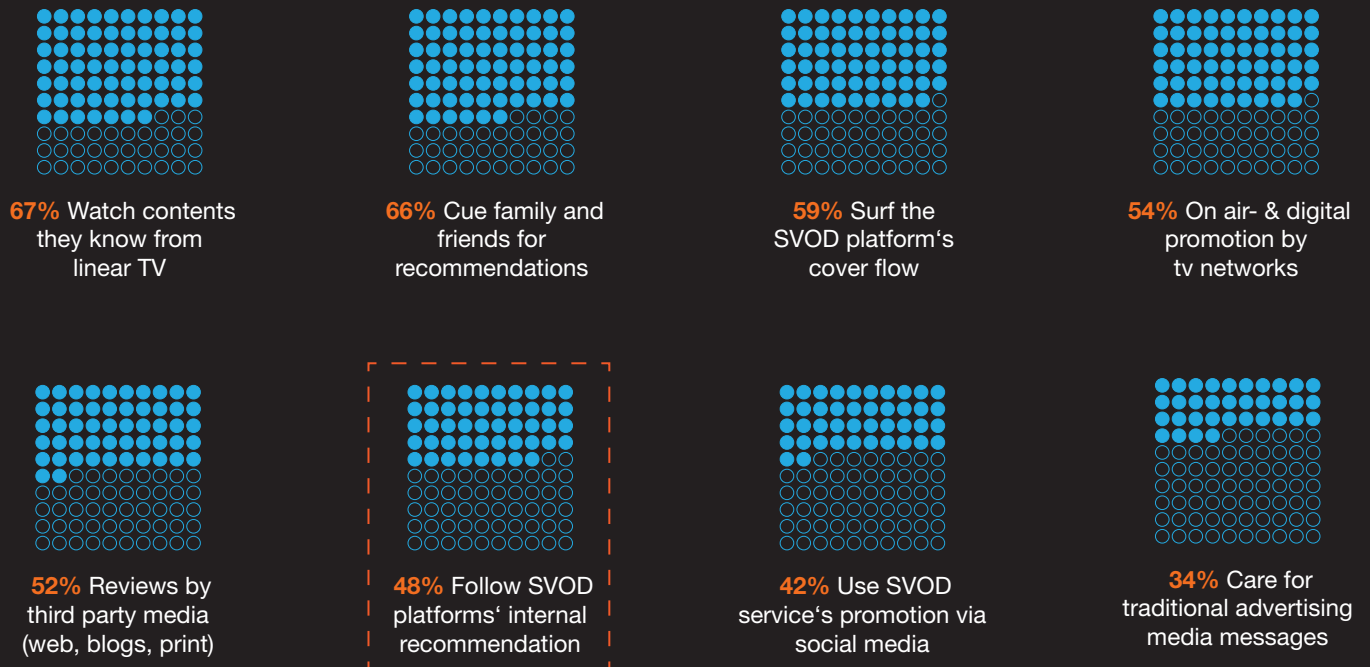 67% Watch contents
they know from
linear TV
66% Cue family and
friends for
recommendations
59% Surf the
SVOD platform‘s
cover flow
54% On air- & digital
promotion by
tv networks
52% Reviews by
third party media
(web, blogs, print)
48% Follow SVOD
platforms‘ internal
recommendation
42% Use SVOD
service‘s promotion via
social media
34% Care for
traditional advertising
media messages